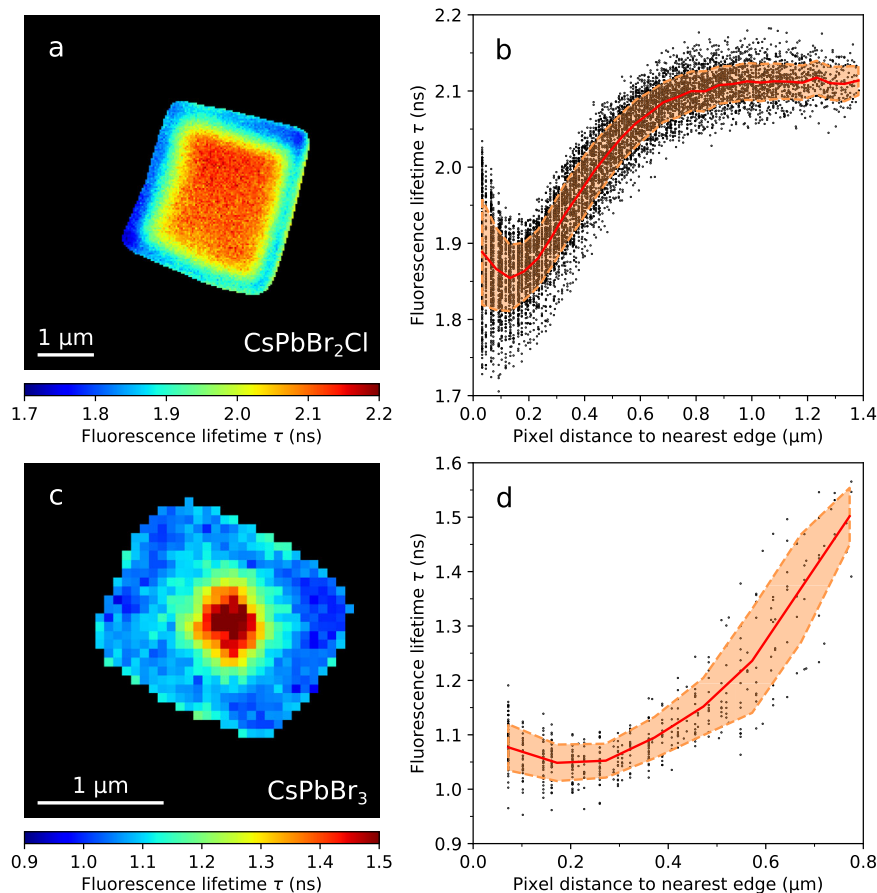 a
1 μm
CsPbBr₂Cl
1.7 1.8 1.9 2.0 2.1 2.2
Fluorescence lifetime τ (ns)
b
2.2
2.1
2.0
1.9
1.8
1.7
Fluorescence lifetime τ (ns)
0.0 0.2 0.4 0.6 0.8 1.0 1.2 1.4
Pixel distance to nearest edge (μm)
c
1 μm
CsPbBr₃
0.9 1.0 1.1 1.2 1.3 1.4 1.5
Fluorescence lifetime τ (ns)
d
1.6
1.5
1.4
1.3
1.2
1.1
1.0
0.9
Fluorescence lifetime τ (ns)
0.0 0.2 0.4 0.6 0.8
Pixel distance to nearest edge (μm)